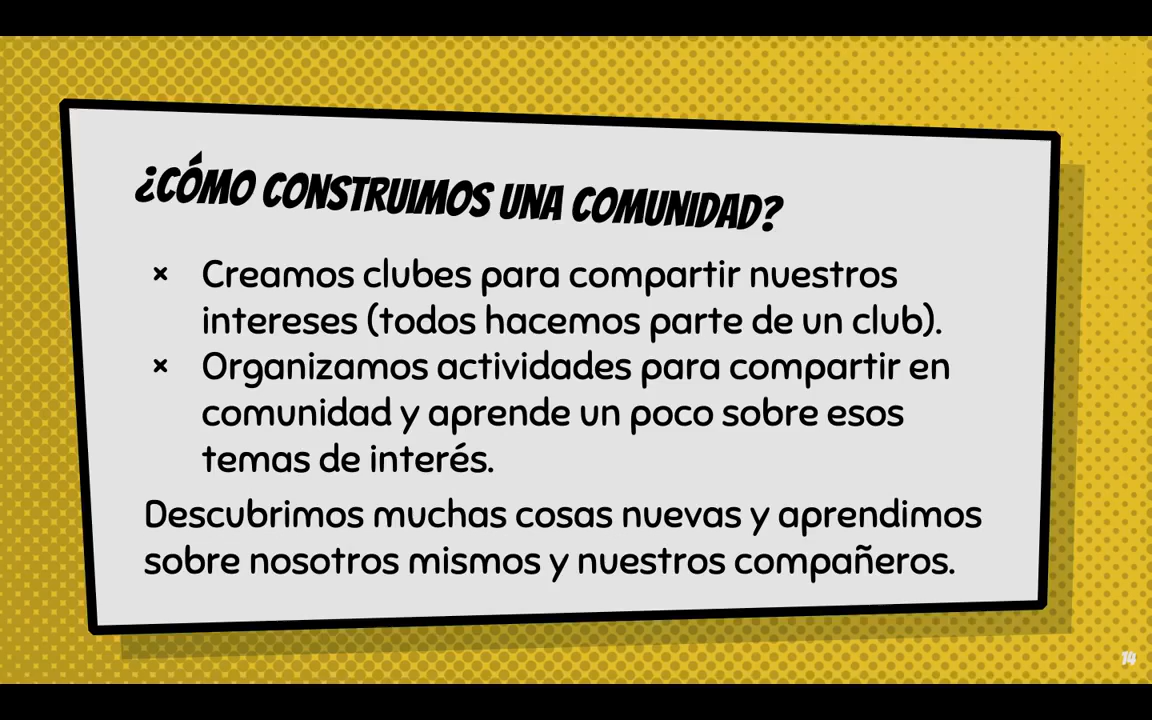 ¿CÓMO CONSTRUIMOS UNA COMUNIDAD?
× Creamos clubes para compartir nuestros
intereses (todos hacemos parte de un club).
× Organizamos actividades para compartir en
comunidad y aprende un poco sobre esos
temas de interés.
Descubrimos muchas cosas nuevas y aprendimos
sobre nosotros mismos y nuestros compañeros.
14